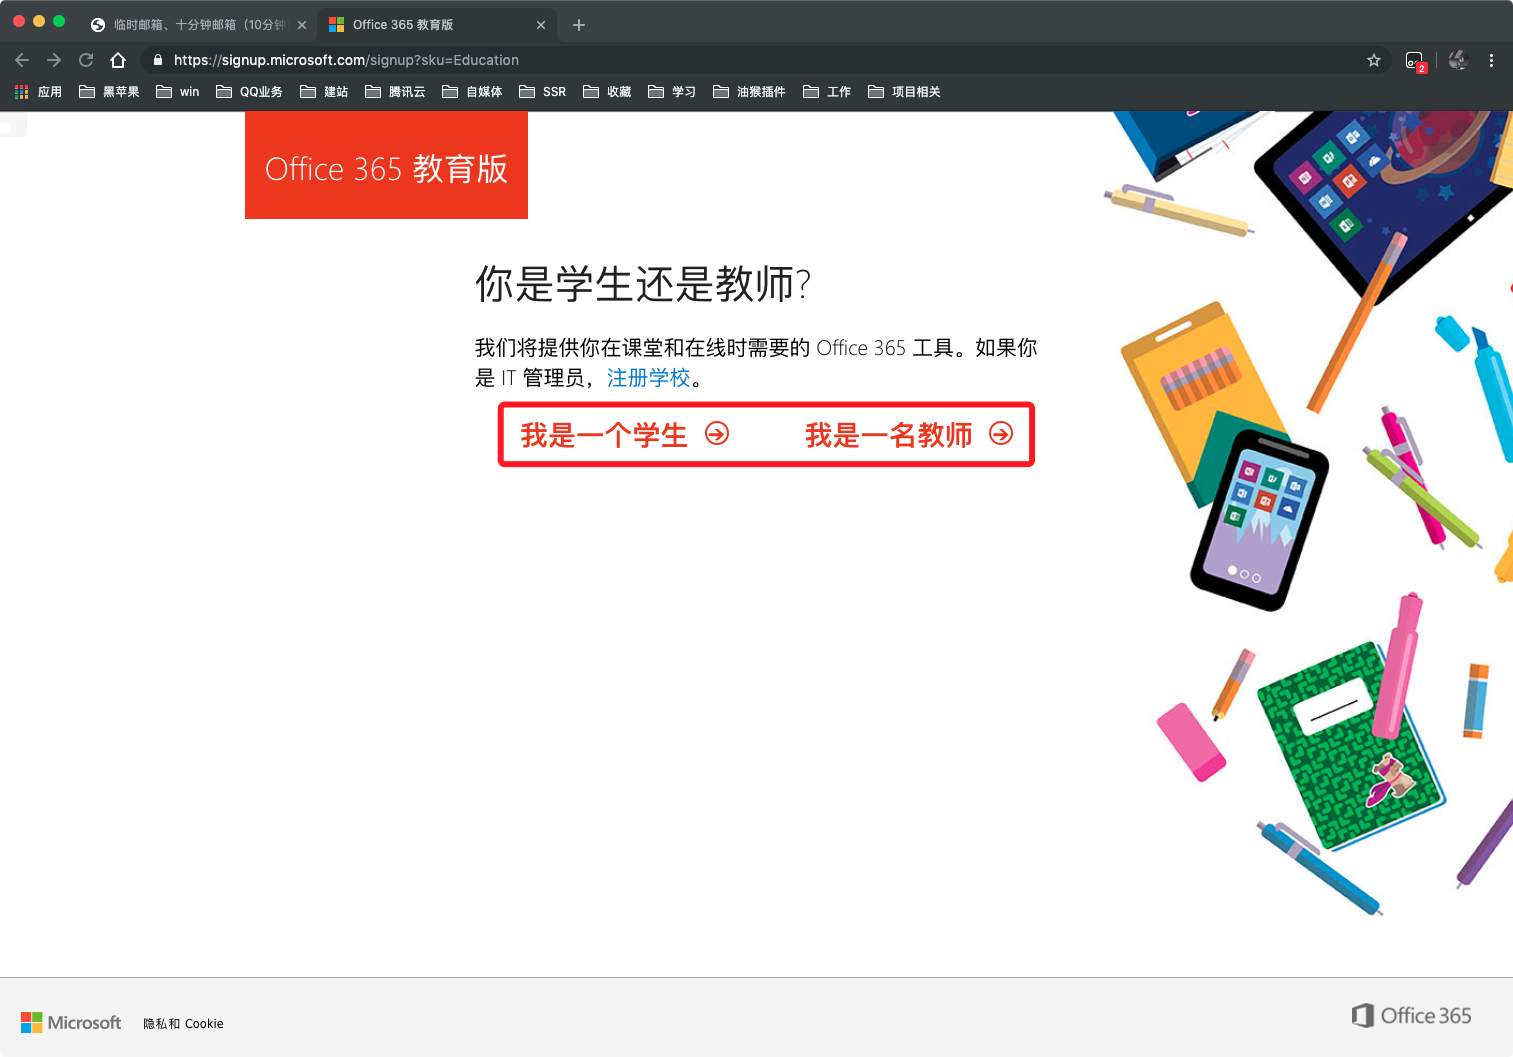 临时邮箱、十分钟邮箱（10分钟
Office 365 教育版
https://signup.microsoft.com/signup?sku=Education
2
应用 黑苹果 win QQ业务 建站 腾讯云 自媒体 SSR 收藏 学习 油猴插件 工作 项目相关
Office 365 教育版
你是学生还是教师?
我们将提供你在课堂和在线时需要的 Office 365 工具。如果你
是 IT 管理员，注册学校。
我是一个学生 我是一名教师
Microsoft 隐私和 Cookie
Office 365